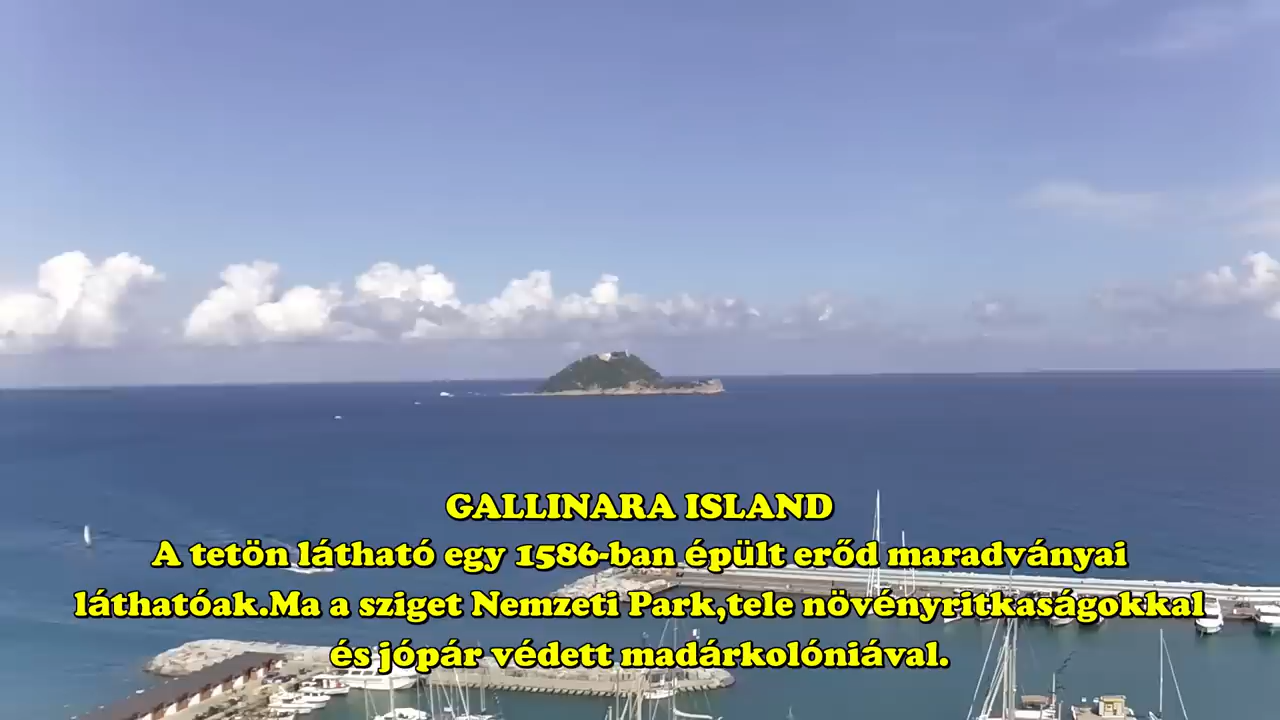 GALLINARA ISLAND
A tetön látható egy 1586-ban épült erőd maradványai
láthatóak.Ma a sziget Nemzeti Park,tele növényritkaságokkal
és jópár védett madárkolóniával.